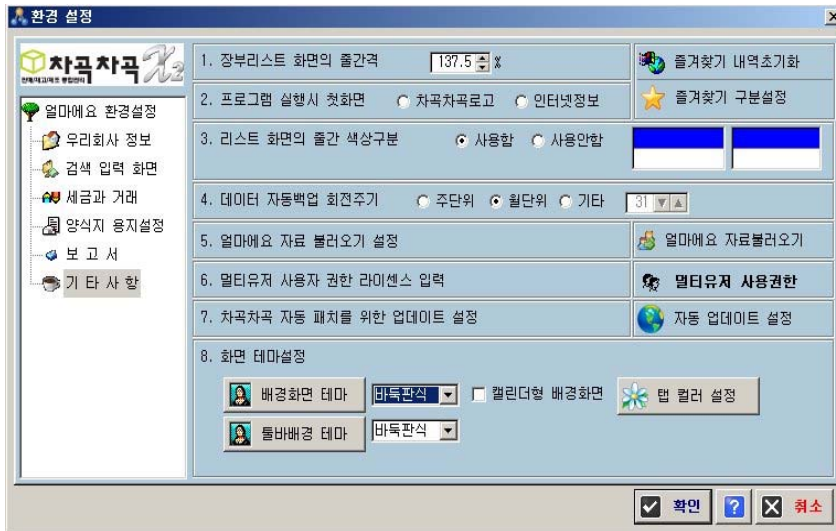 환경 설정
차곡차곡 X2
1. 장부리스트 화면의 줄간격 137.5 %
즐겨찾기 내역초기화
2. 프로그램 실행시 첫화면 차곡차곡로고 인터넷정보
즐겨찾기 구분설정
3. 리스트 화면의 줄간 색상구분 사용함 사용안함
4. 데이터 자동백업 회전주기 주단위 월단위 기타 31
5. 얼마에요 자료 불러오기 설정
얼마에요 자료불러오기
6. 멀티유저 사용자 권한 라이센스 입력
멀티유저 사용권한
7. 차곡차곡 자동 패치를 위한 업데이트 설정
자동 업데이트 설정
8. 화면 테마설정
배경화면 테마 바둑판식 캘린더형 배경화면 탭 컬러 설정
툴바배경 테마 바둑판식
얼마에요 환경설정
우리회사 정보
검색 입력 화면
세금과 거래
양식지 용지설정
보 고 서
기 타 사 항
확인 ? 취소